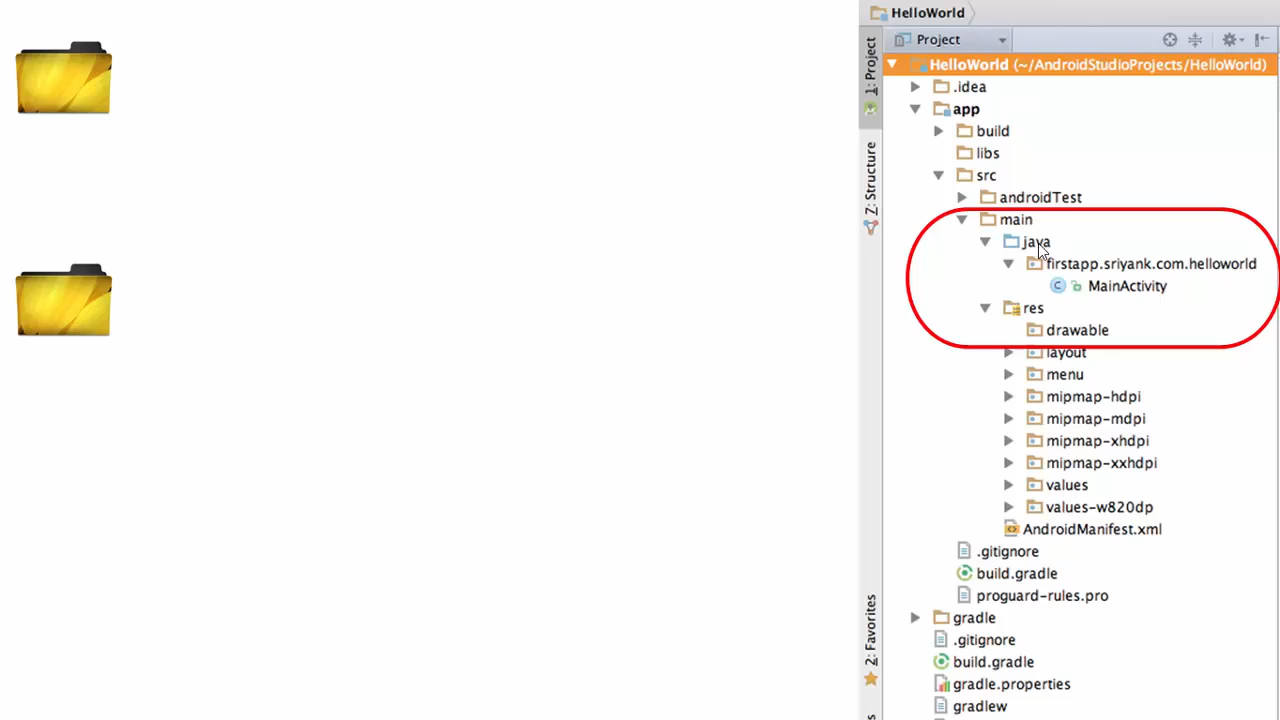 HelloWorld
1: Project
Project
HelloWorld (~/AndroidStudioProjects/HelloWorld)
.idea
app
build
libs
Z: Structure
src
androidTest
main
java
firstapp.sriyank.com.helloworld
C MainActivity
res
drawable
layout
menu
mipmap-hdpi
mipmap-mdpi
mipmap-xhdpi
mipmap-xxhdpi
values
values-w820dp
AndroidManifest.xml
.gitignore
build.gradle
proguard-rules.pro
2: Favorites
gradle
.gitignore
build.gradle
gradle.properties
gradlew